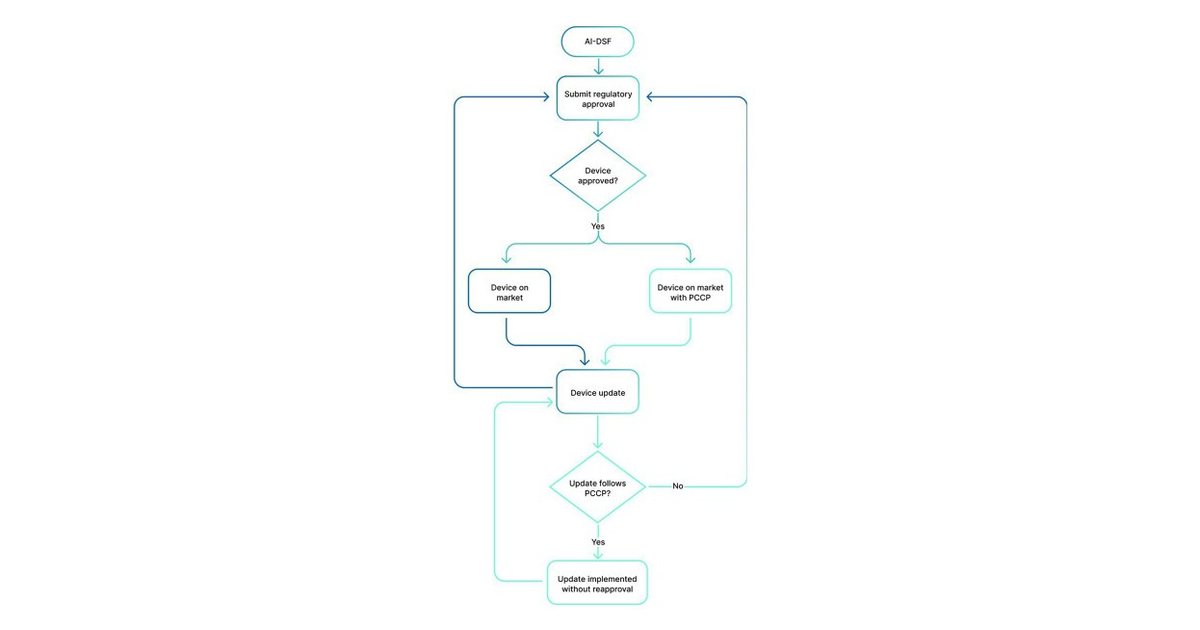 AI-DSF
Submit regulatory
approval
Device
approved?
Yes
Device on
market
Device on market
with PCCP
Device update
Update follows
PCCP?
No
Yes
Update implemented
without reapproval